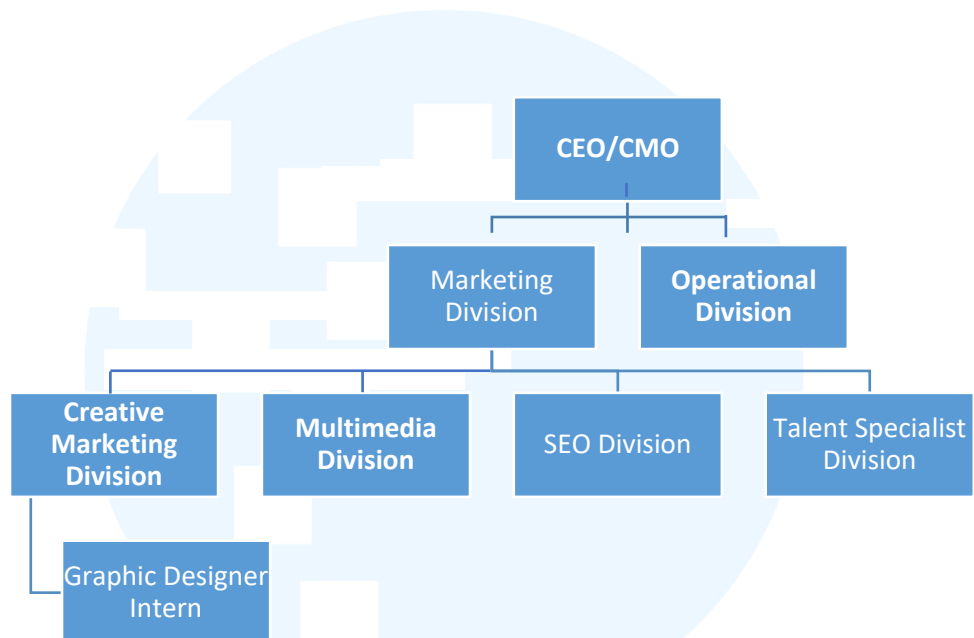 CEO/CMO
Marketing
Division
Operational
Division
Creative
Marketing
Division
Multimedia
Division
SEO Division
Talent Specialist
Division
Graphic Designer
Intern